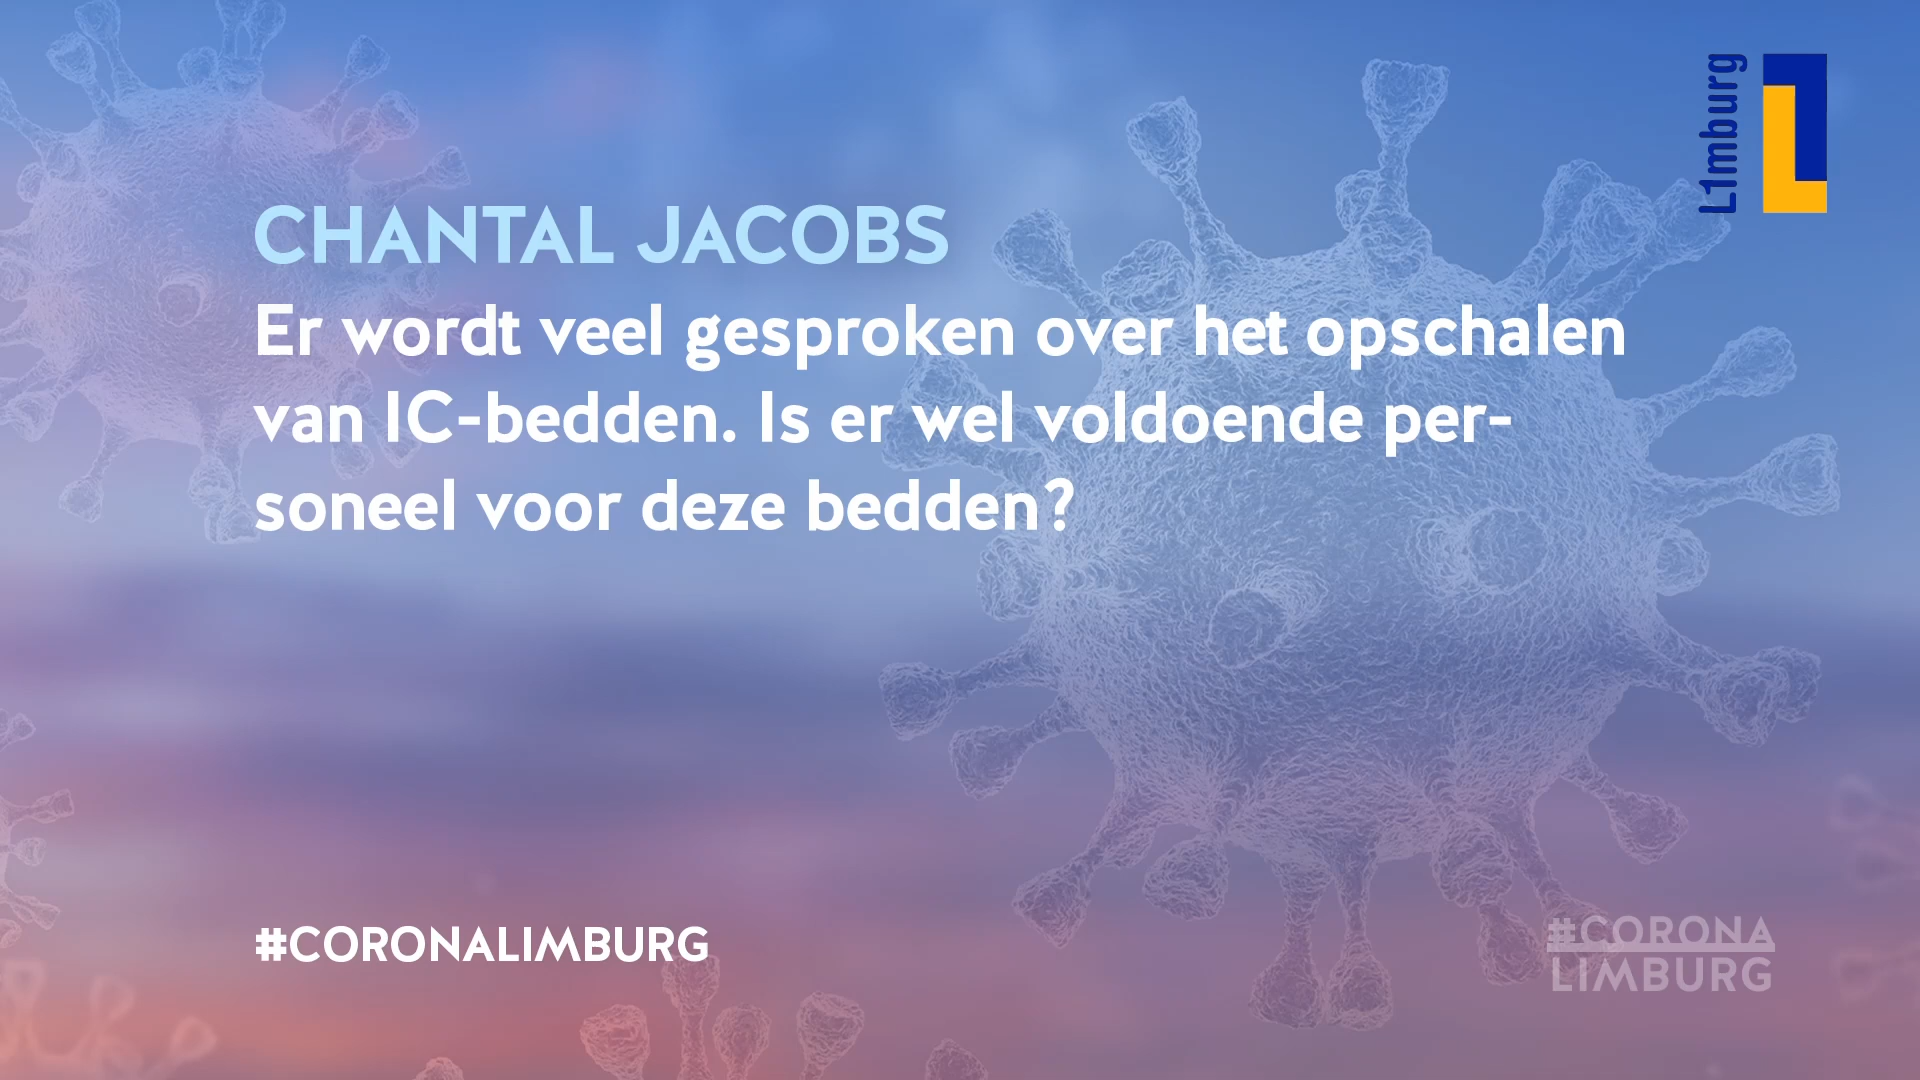 L1mburg
CHANTAL JACOBS
Er wordt veel gesproken over het opschalen
van IC-bedden. Is er wel voldoende per-
soneel voor deze bedden?
#CORONALIMBURG
#CORONA
LIMBURG